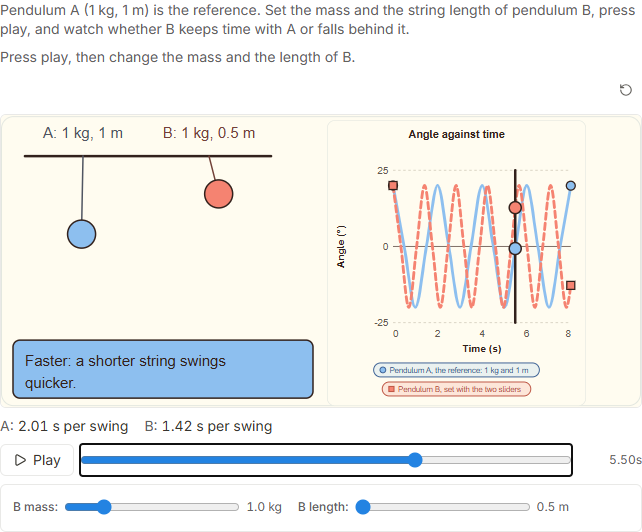 Pendulum A (1 kg, 1 m) is the reference. Set the mass and the string length of pendulum B, press
play, and watch whether B keeps time with A or falls behind it.
Press play, then change the mass and the length of B.
A: 1 kg, 1 m
B: 1 kg, 0.5 m
Faster: a shorter string swings
quicker.
Angle against time
25
0
-25
Angle (°)
0 2 4 6 8
Time (s)
Pendulum A, the reference: 1 kg and 1 m
Pendulum B, set with the two sliders
A: 2.01 s per swing B: 1.42 s per swing
Play
5.50s
B mass: 1.0 kg B length: 0.5 m